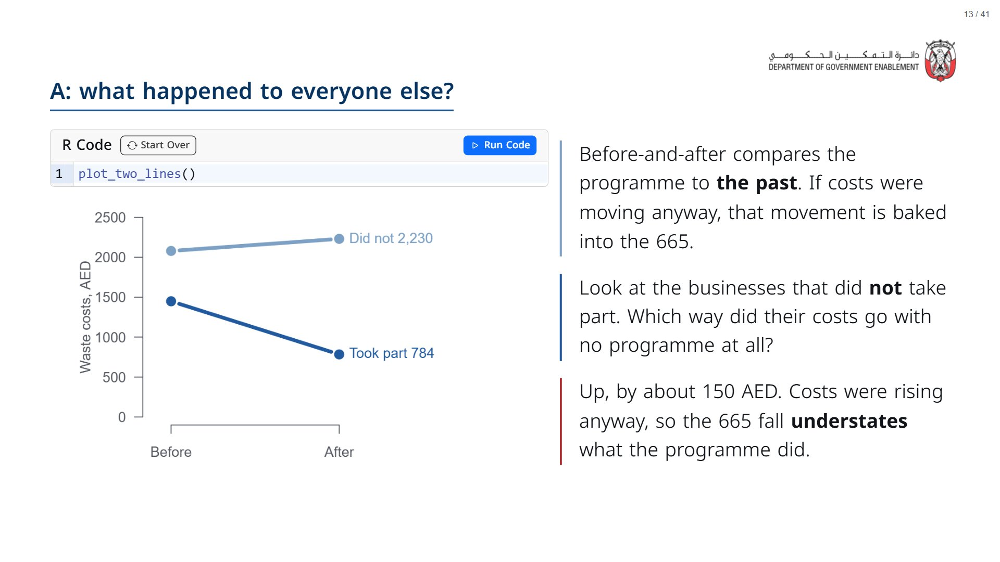 13 / 41
دائرة التمكين الحكومي
DEPARTMENT OF GOVERNMENT ENABLEMENT
A: what happened to everyone else?
R Code
Start Over
Run Code
1
plot_two_lines()
2500
2000
1500
1000
500
0
Waste costs, AED
Did not 2,230
Took part 784
Before
After
Before-and-after compares the
programme to the past. If costs were
moving anyway, that movement is baked
into the 665.
Look at the businesses that did not take
part. Which way did their costs go with
no programme at all?
Up, by about 150 AED. Costs were rising
anyway, so the 665 fall understates
what the programme did.